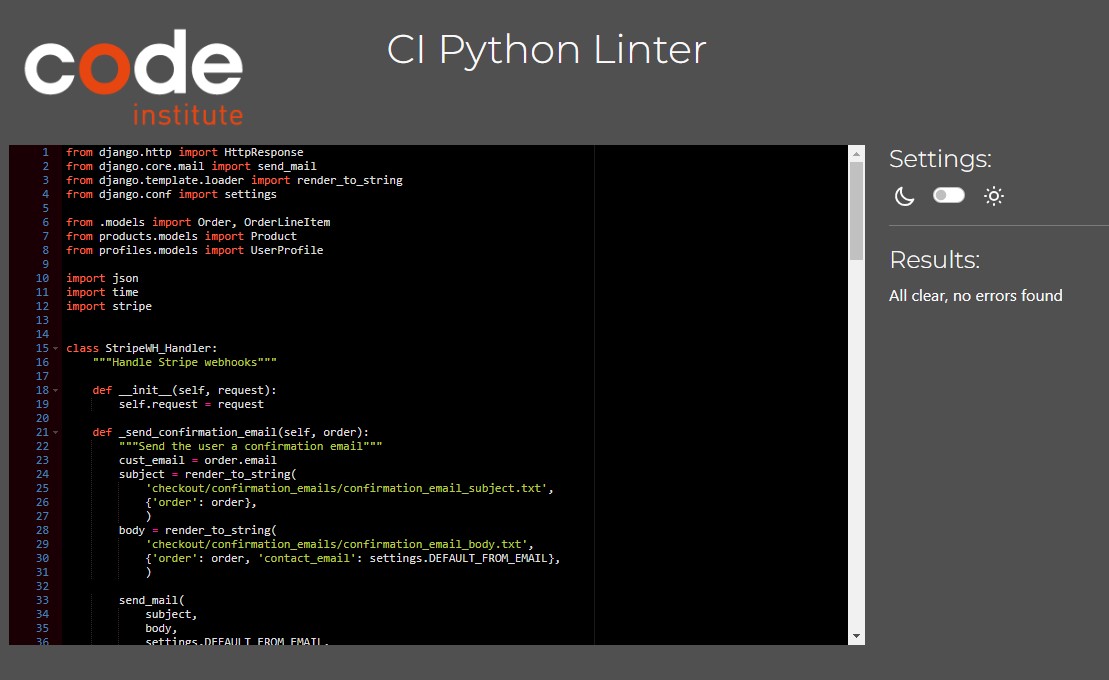 code
institute
CI Python Linter
1 from django.http import HttpResponse
2 from django.core.mail import send_mail
3 from django.template.loader import render_to_string
4 from django.conf import settings
5
6 from .models import Order, OrderLineItem
7 from products.models import Product
8 from profiles.models import UserProfile
9
10 import json
11 import time
12 import stripe
13
14
15 class StripeWH_Handler:
16     """Handle Stripe webhooks"""
17
18     def __init__(self, request):
19         self.request = request
20
21     def _send_confirmation_email(self, order):
22         """Send the user a confirmation email"""
23         cust_email = order.email
24         subject = render_to_string(
25             'checkout/confirmation_emails/confirmation_email_subject.txt',
26             {'order': order},
27             )
28         body = render_to_string(
29             'checkout/confirmation_emails/confirmation_email_body.txt',
30             {'order': order, 'contact_email': settings.DEFAULT_FROM_EMAIL},
31             )
32
33         send_mail(
34             subject,
35             body,
36             settings.DEFAULT_FROM_EMAIL,
Settings:
Results:
All clear, no errors found